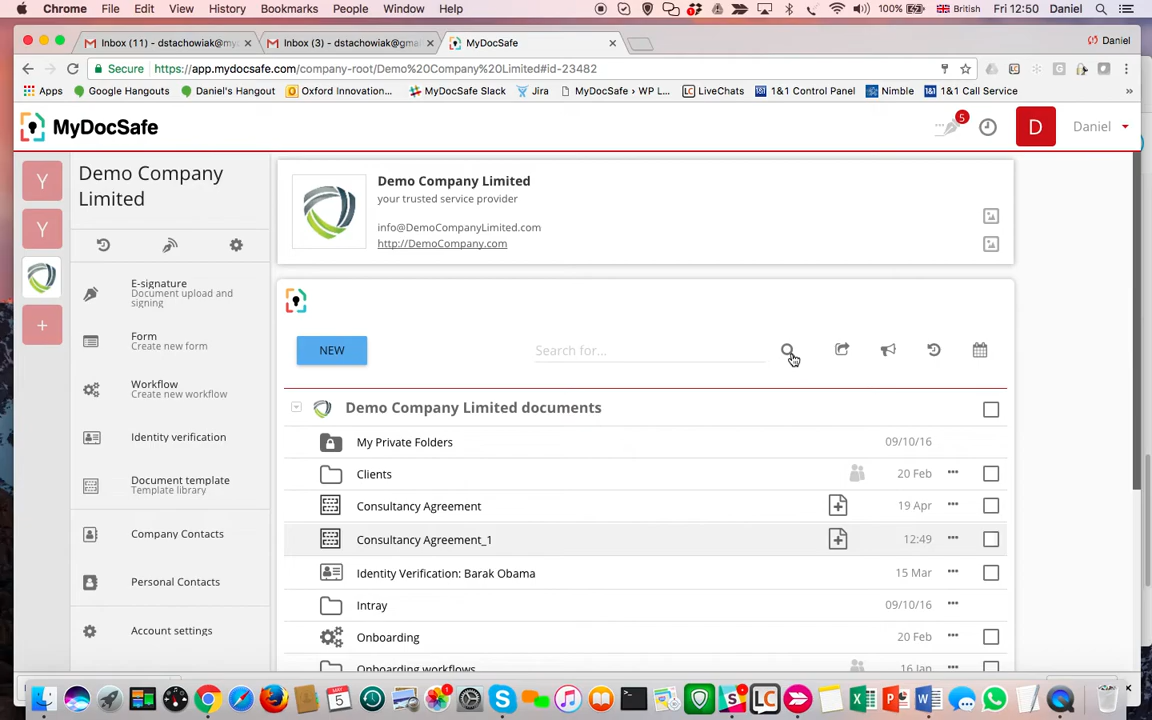 Chrome File Edit View History Bookmarks People Window Help 100% British Fri 12:50 Daniel
Inbox (11) - dstachowiak@my Inbox (3) - dstachowiak@gma MyDocSafe Daniel
Secure https://app.mydocsafe.com/company-root/Demo%20Company%20Limited#id-23482
Apps Google Hangouts Daniel's Hangout Oxford Innovation... MyDocSafe Slack Jira MyDocSafe > WP L... LiveChats 1&1 Control Panel Nimble 1&1 Call Service »
MyDocSafe 5 D Daniel
Y
Y
+
Demo Company
Limited
E-signature
Document upload and
signing
Form
Create new form
Workflow
Create new workflow
Identity verification
Document template
Template library
Company Contacts
Personal Contacts
Account settings
Demo Company Limited
your trusted service provider
info@DemoCompanyLimited.com
http://DemoCompany.com
NEW Search for...
Demo Company Limited documents
My Private Folders 09/10/16
Clients 20 Feb
Consultancy Agreement 19 Apr
Consultancy Agreement_1 12:49
Identity Verification: Barak Obama 15 Mar
Intray 09/10/16
Onboarding 20 Feb
Onboarding workflows 16 Jan